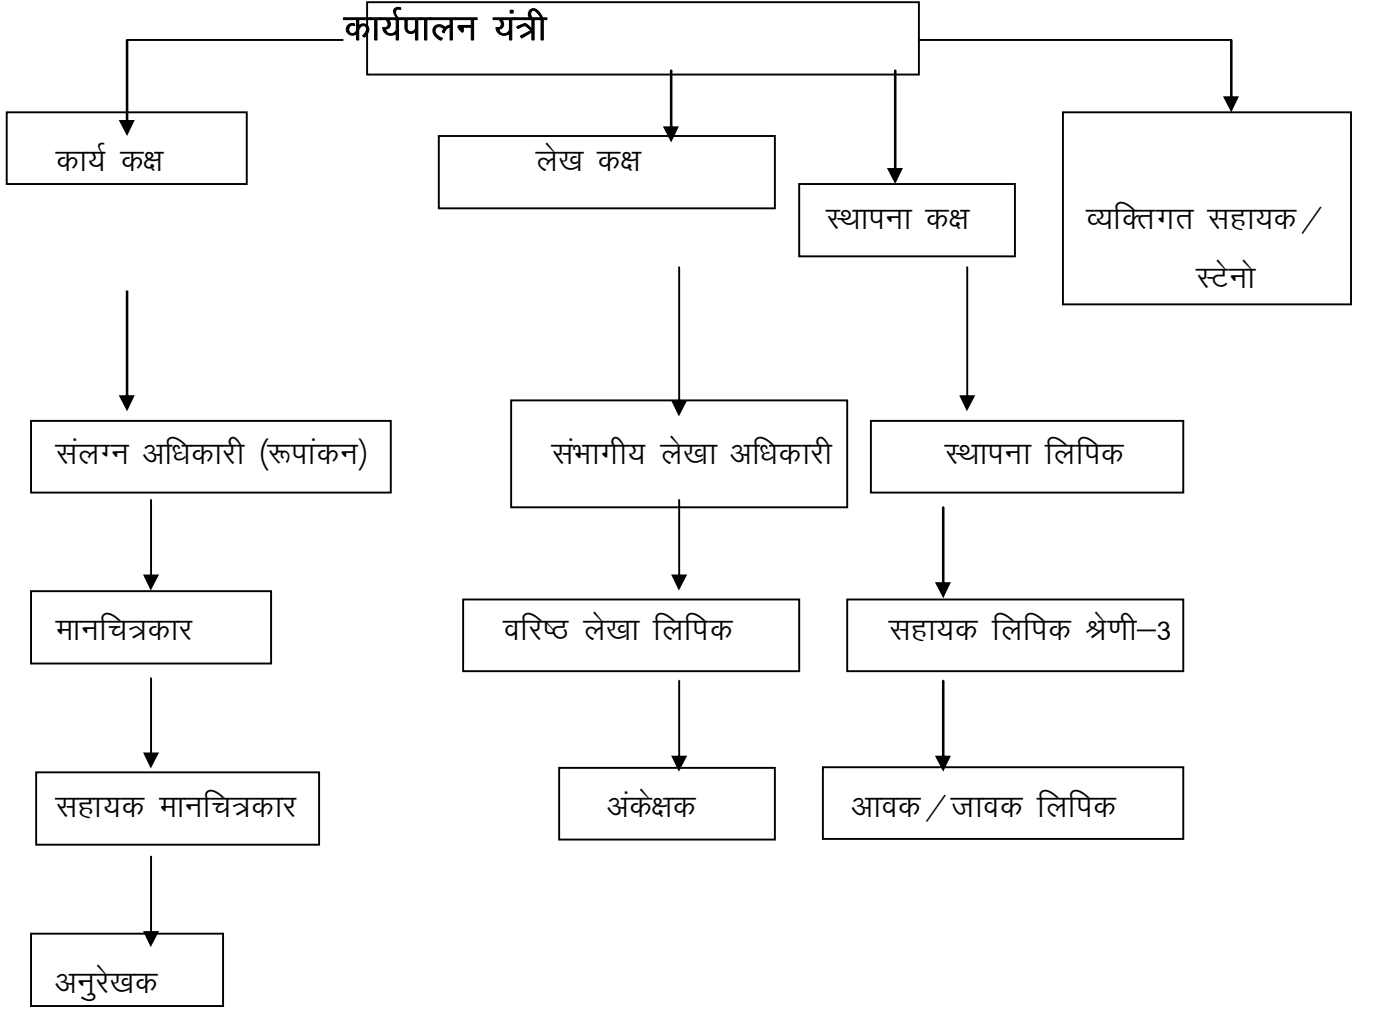 कार्यपालन यंत्री
कार्य कक्ष
लेख कक्ष
स्थापना कक्ष
व्यक्तिगत सहायक/
स्टेनो
संलग्न अधिकारी (रूपांकन)
संभागीय लेखा अधिकारी
स्थापना लिपिक
मानचित्रकार
वरिष्ठ लेखा लिपिक
सहायक लिपिक श्रेणी–3
सहायक मानचित्रकार
अंकेक्षक
आवक/जावक लिपिक
अनुरेखक